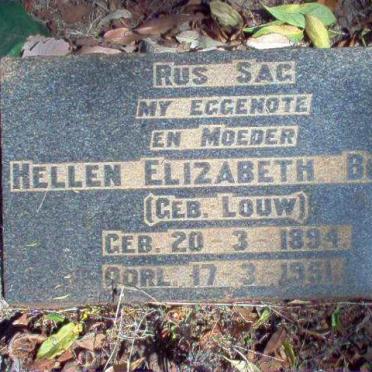 RUS SAG
MY EGGENOTE
EN MOEDER
HELLEN ELIZABETH
(GEB. LOUW)
GEB. 20-3-1894.
OORL. 17-3-1951.